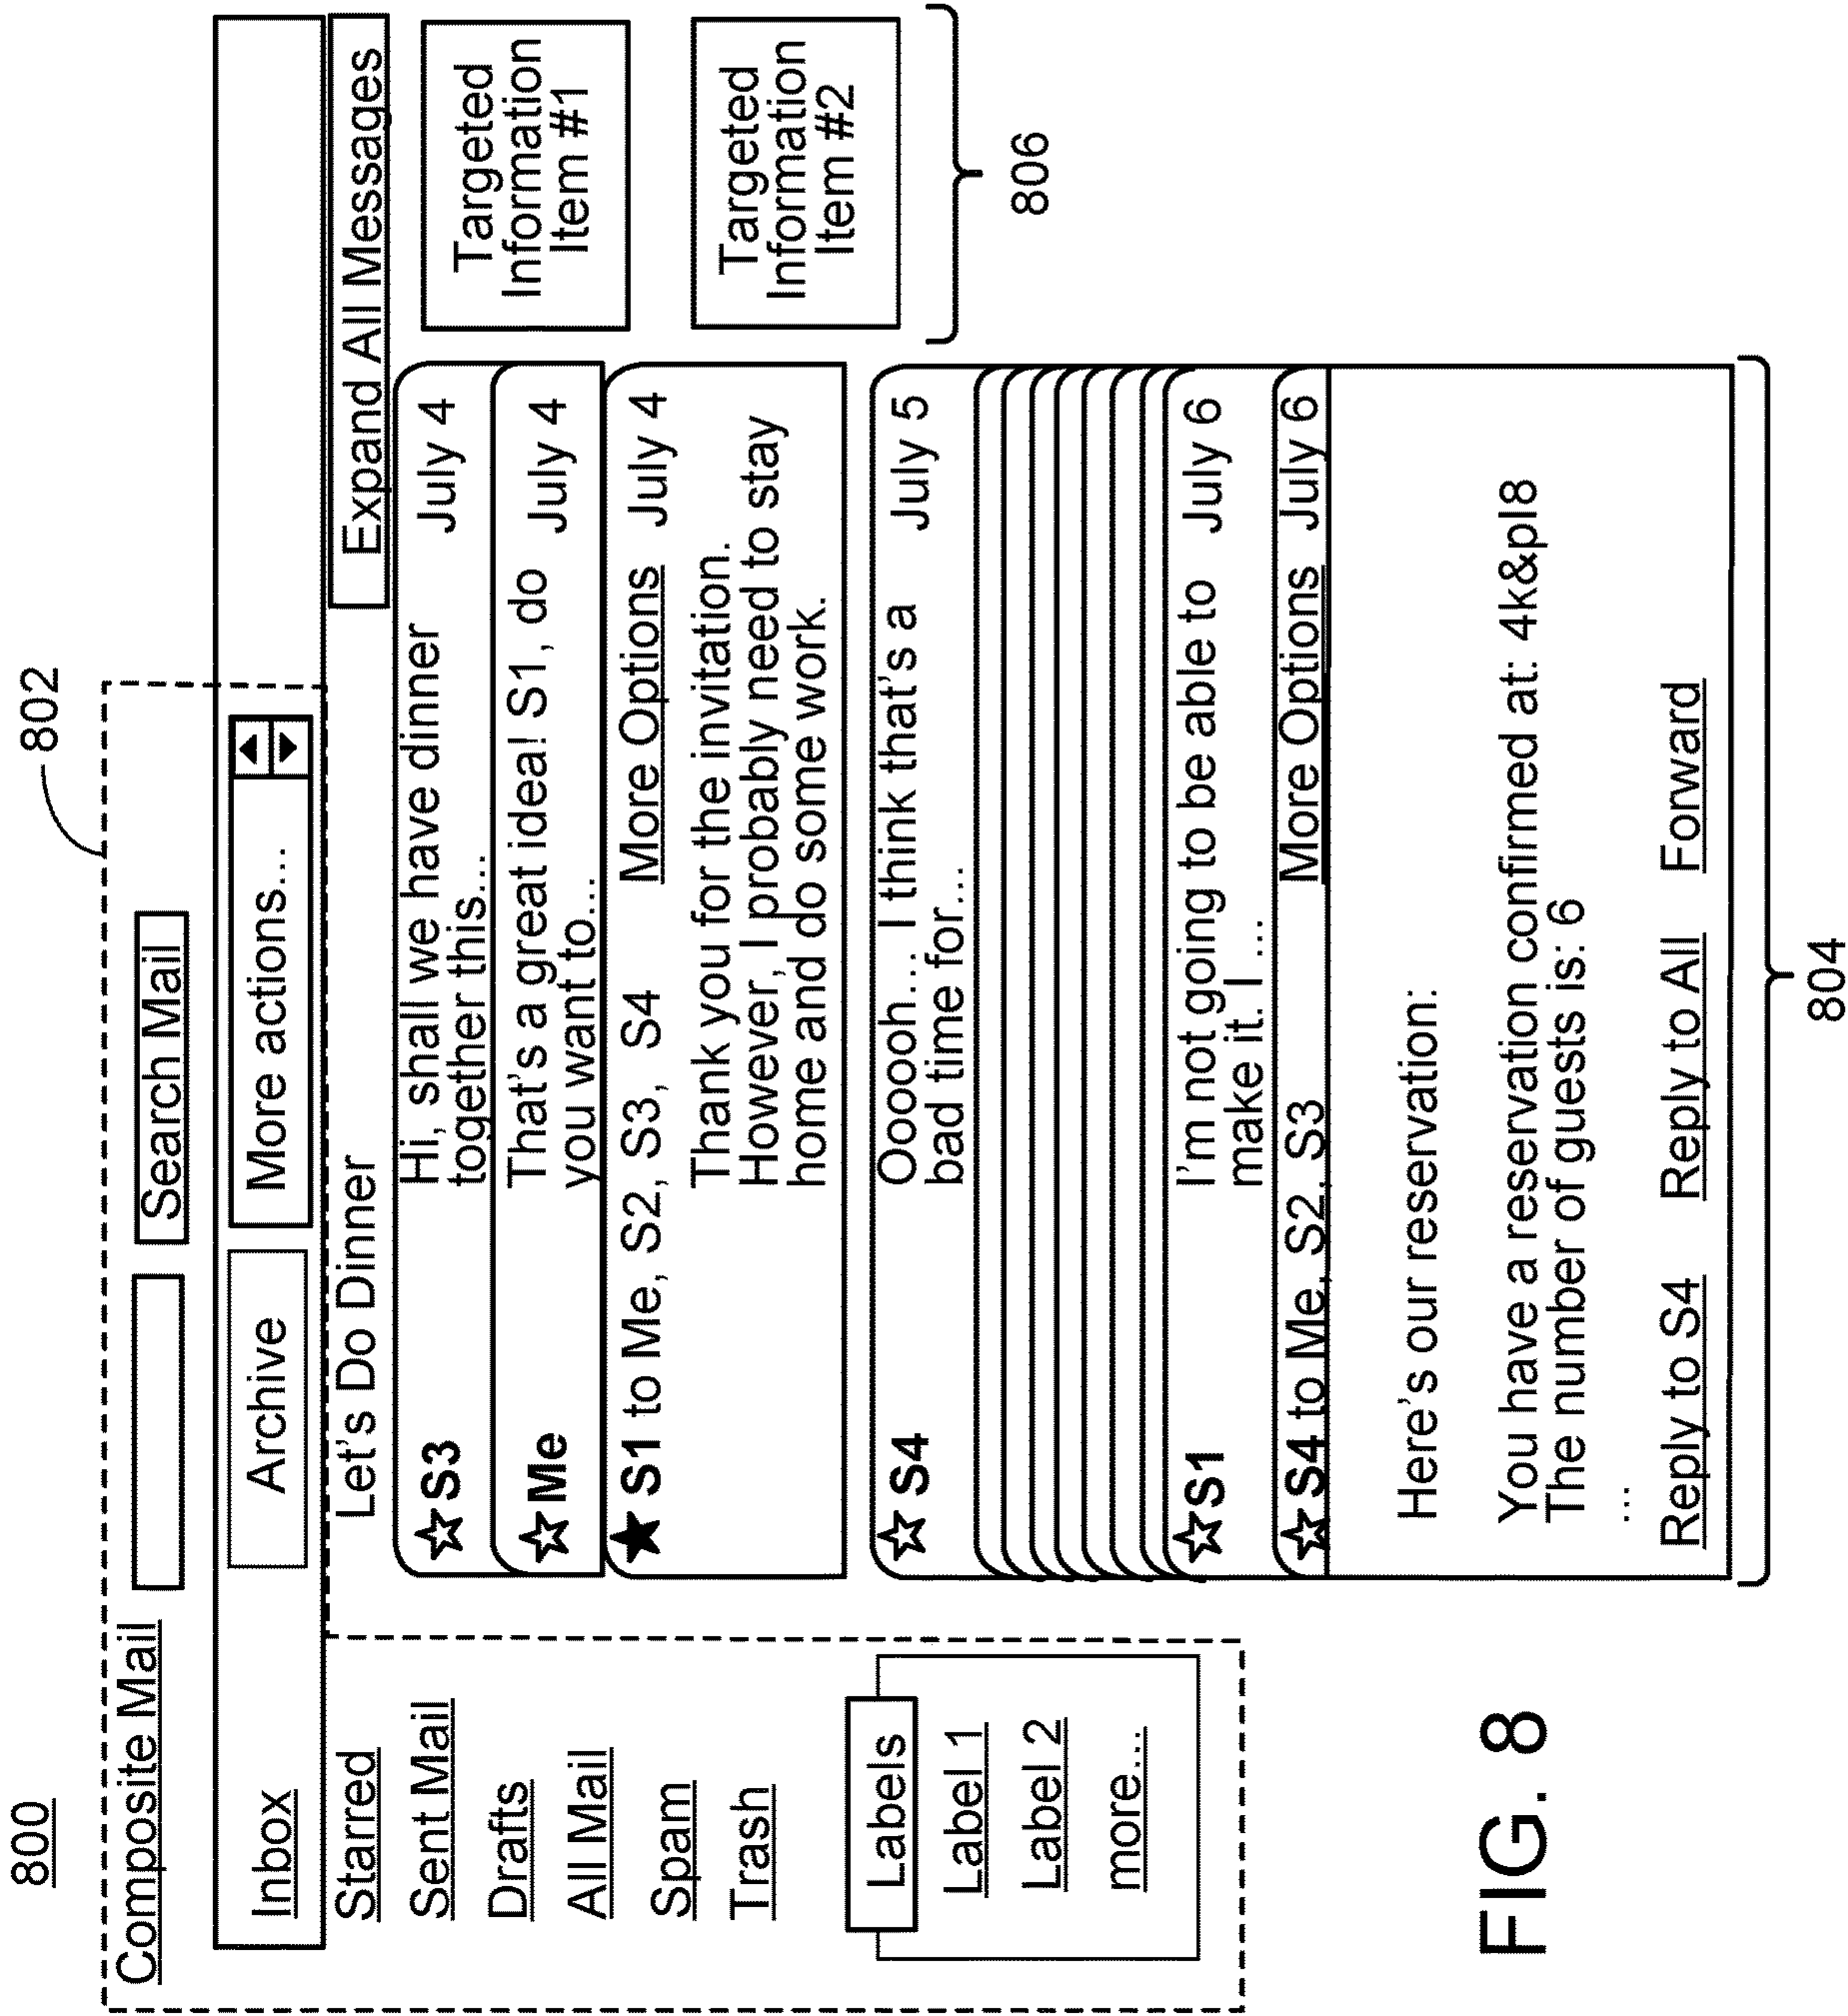 800
802
Composite Mail
Search Mail
Inbox
Archive
More actions...
Starred
Sent Mail
Drafts
All Mail
Spam
Trash
Labels
Label 1
Label 2
more...
Let's Do Dinner
Expand All Messages
S3
Hi, shall we have dinner
together this...
July 4
Me
That's a great idea! S1, do
you want to...
July 4
S1 to Me, S2, S3, S4
More Options
July 4
Thank you for the invitation.
However, I probably need to stay
home and do some work.
S4
Oooooh... I think that's a
bad time for...
July 5
S1
I'm not going to be able to
make it. I ...
July 6
S4 to Me, S2, S3
More Options
July 6
Here's our reservation:
You have a reservation confirmed at: 4k&pl8
The number of guests is: 6
...
Reply to S4
Reply to All
Forward
804
Targeted
Information
Item #1
Targeted
Information
Item #2
806
FIG. 8